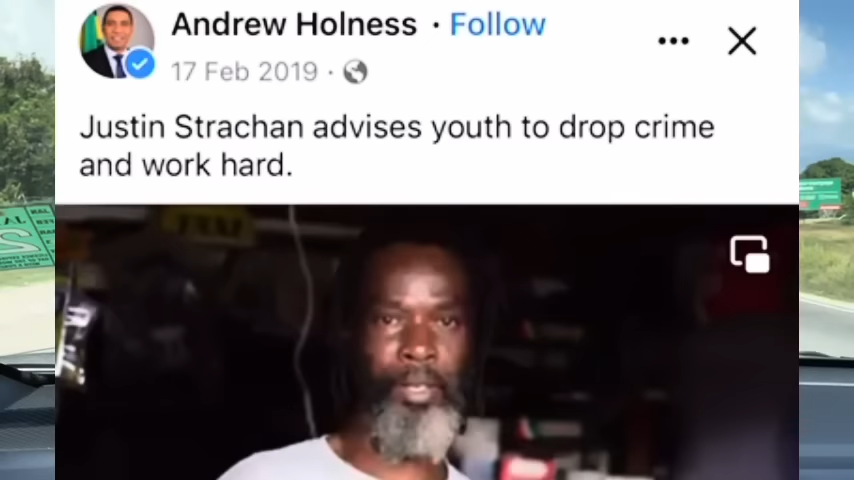 Andrew Holness · Follow
17 Feb 2019 ·
Justin Strachan advises youth to drop crime
and work hard.